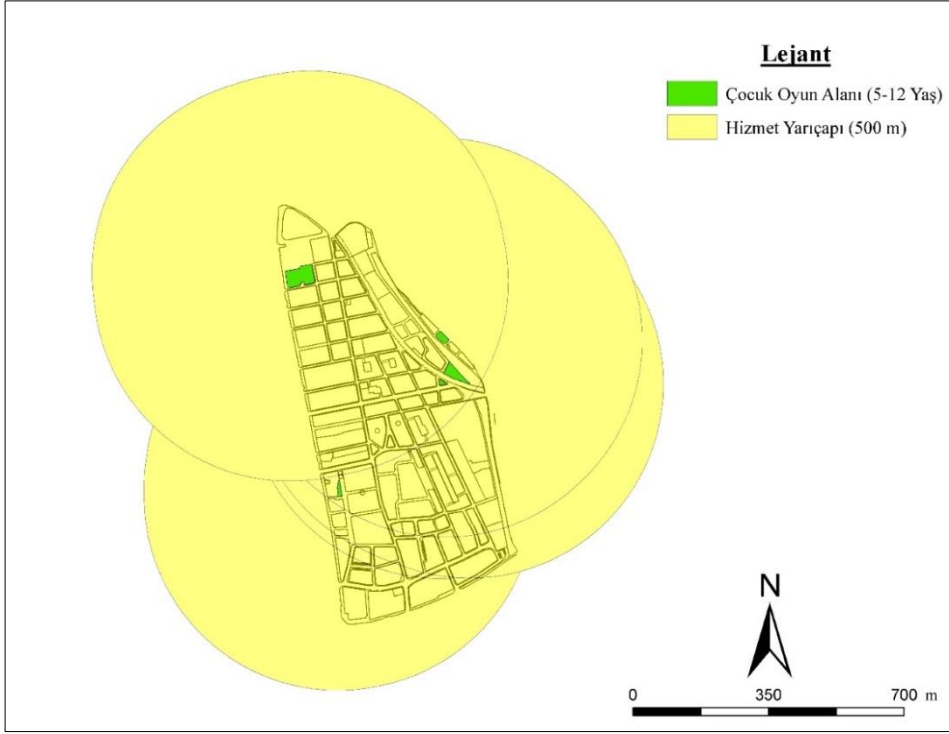 Lejant
Çocuk Oyun Alanı (5-12 Yaş)
Hizmet Yarıçapı (500 m)
N
0 350 700 m